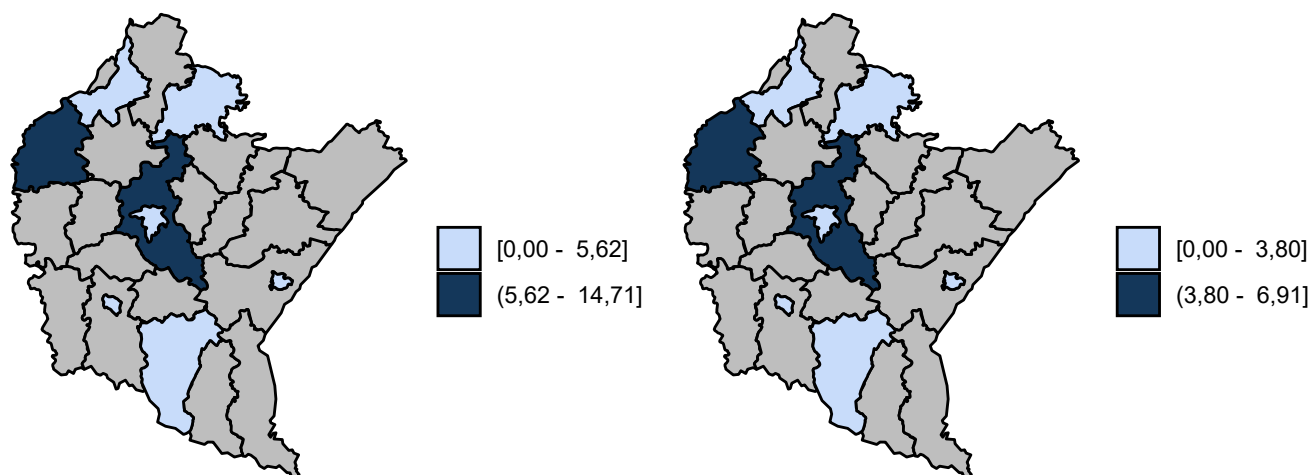 [0,00 - 5,62]
(5,62 - 14,71]
[0,00 - 3,80]
(3,80 - 6,91]